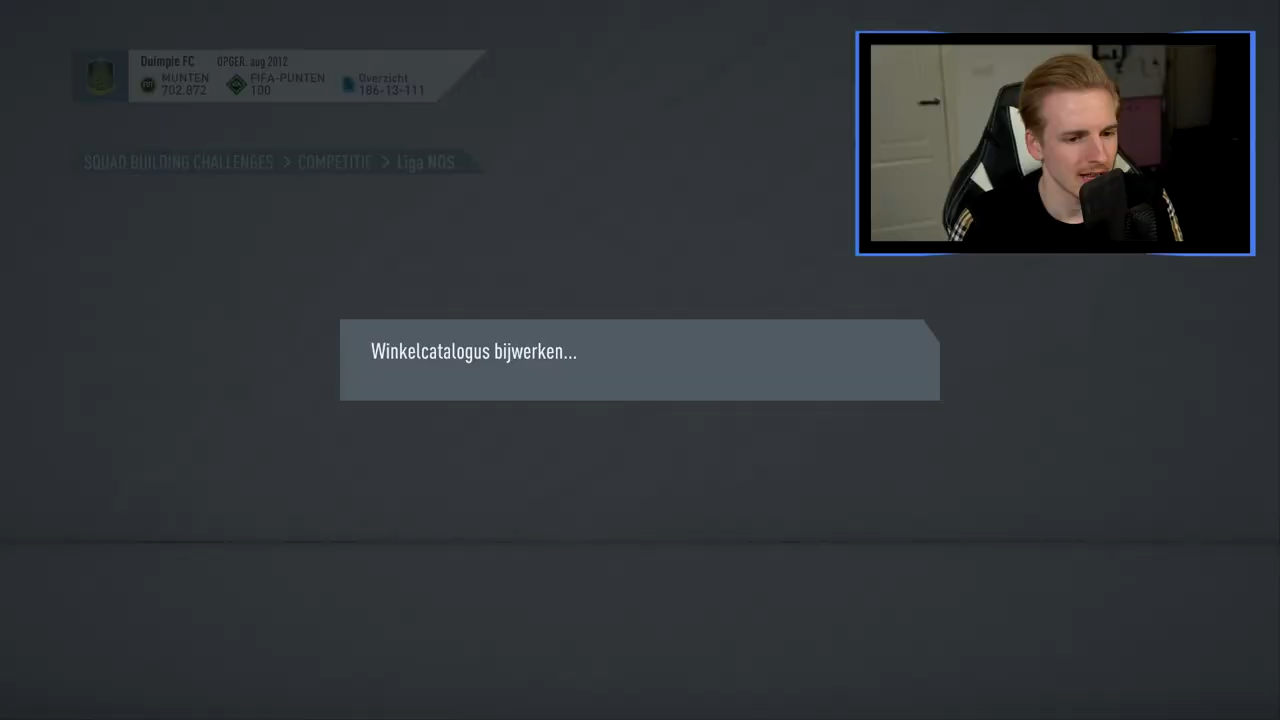 Duimpie FC OPGER. aug 2012
MUNTEN FIFA-PUNTEN Overzicht
702.872 100 186-13-111
SQUAD BUILDING CHALLENGES > COMPETITIE > Liga NOS
Winkelcatalogus bijwerken...